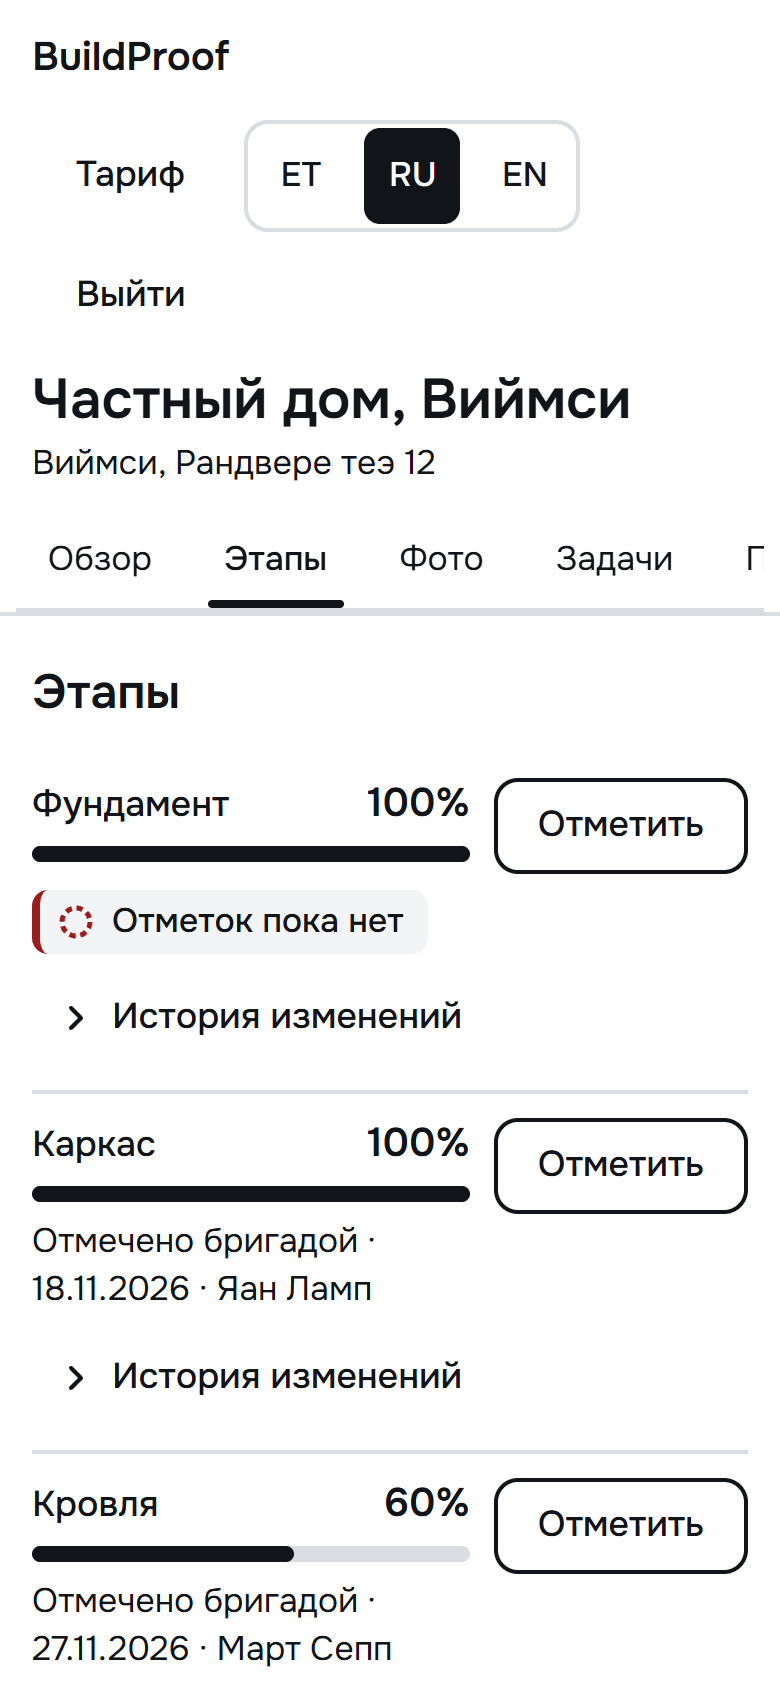 BuildProof
Тариф
ET RU EN
Выйти
Частный дом, Виймси
Виймси, Рандвере теэ 12
Обзор Этапы Фото Задачи
Этапы
Фундамент 100% Отметить
Отметок пока нет
История изменений
Каркас 100% Отметить
Отмечено бригадой ·
18.11.2026 · Яан Ламп
История изменений
Кровля 60% Отметить
Отмечено бригадой ·
27.11.2026 · Март Сепп